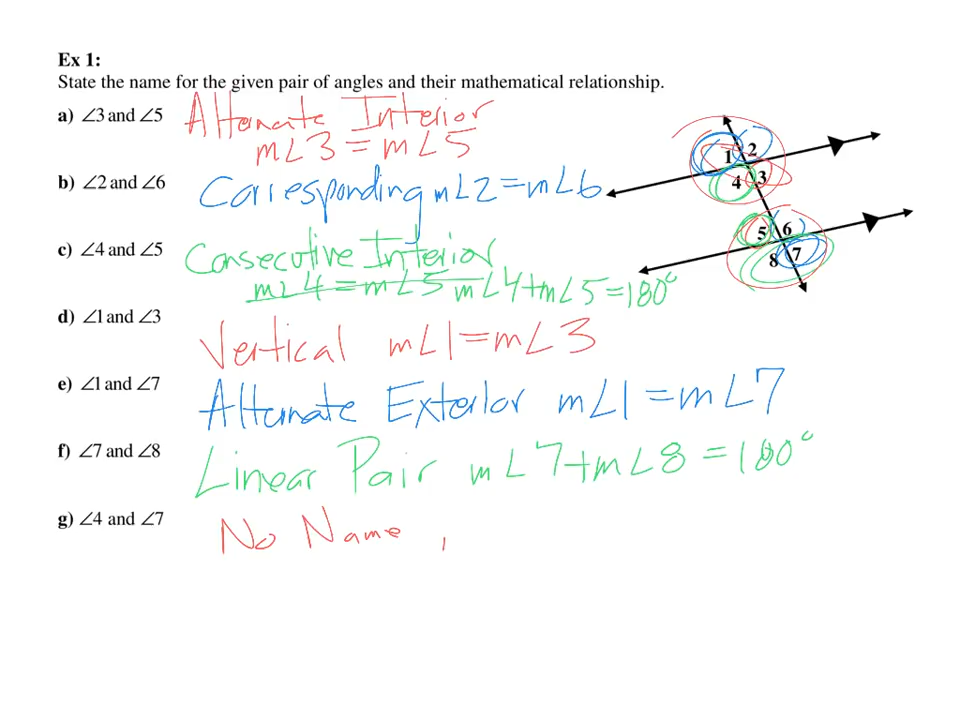 Ex 1:
State the name for the given pair of angles and their mathematical relationship.
a) ∠3 and ∠5 Alternate Interior
m∠3 = m∠5
b) ∠2 and ∠6 Corresponding m∠2 = m∠6
c) ∠4 and ∠5 Consecutive Interior
m∠4 = m∠5 m∠4 + m∠5 = 180°
d) ∠1 and ∠3 Vertical m∠1 = m∠3
e) ∠1 and ∠7 Alternate Exterior m∠1 = m∠7
f) ∠7 and ∠8 Linear Pair m∠7 + m∠8 = 180°
g) ∠4 and ∠7 No Name
1 2
4 3
5 6
8 7